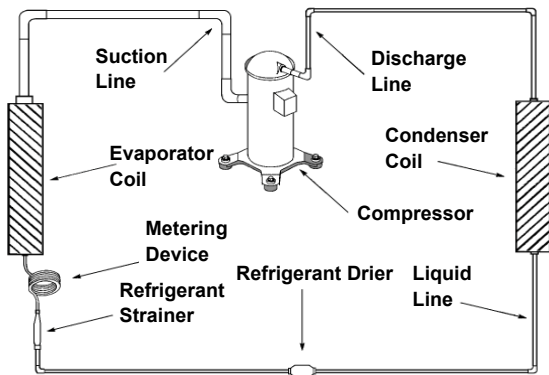 Suction
Line
Discharge
Line
Evaporator
Coil
Condenser
Coil
Compressor
Metering
Device
Refrigerant Drier
Liquid
Line
Refrigerant
Strainer